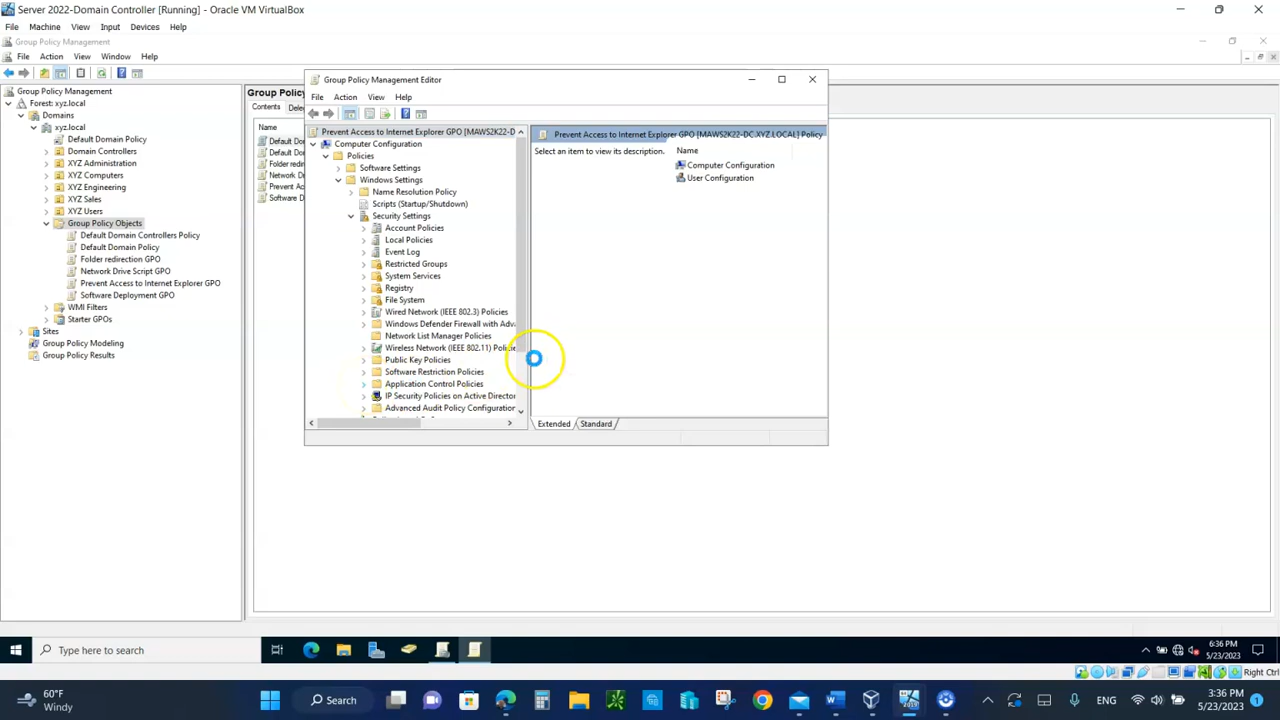 Server 2022-Domain Controller [Running] - Oracle VM VirtualBox
File Machine View Input Devices Help
Group Policy Management
File Action View Window Help
Group Policy Management
Forest: xyz.local
Domains
xyz.local
Default Domain Policy
XYZ Administration
Domain Controllers
XYZ Computers
XYZ Engineering
XYZ Sales
XYZ Users
Group Policy Objects
Default Domain Controllers Policy
Default Domain Policy
Folder redirection GPO
Network Drive Script GPO
Prevent Access to Internet Explorer GPO
Software Deployment GPO
WMI Filters
Starter GPOs
Sites
Group Policy Modeling
Group Policy Results
Group Policy
Contents Dele
Name
Default Do
Default Do
Folder redi
Network Dr
Prevent Ac
Software D
Group Policy Management Editor
File Action View Help
Prevent Access to Internet Explorer GPO [MAWS2K22-D
Computer Configuration
Policies
Software Settings
Windows Settings
Name Resolution Policy
Scripts (Startup/Shutdown)
Security Settings
Account Policies
Local Policies
Event Log
Restricted Groups
System Services
Registry
File System
Wired Network (IEEE 802.3) Policies
Windows Defender Firewall with Adva
Network List Manager Policies
Wireless Network (IEEE 802.11) Policie
Public Key Policies
Software Restriction Policies
Application Control Policies
IP Security Policies on Active Director
Advanced Audit Policy Configuration
Prevent Access to Internet Explorer GPO [MAWS2K22-DC.XYZ.LOCAL] Policy
Select an item to view its description.
Name
Computer Configuration
User Configuration
Extended Standard
Type here to search
6:36 PM
5/23/2023
Right Ctrl
60°F
Windy
Search
ENG
3:36 PM
5/23/2023